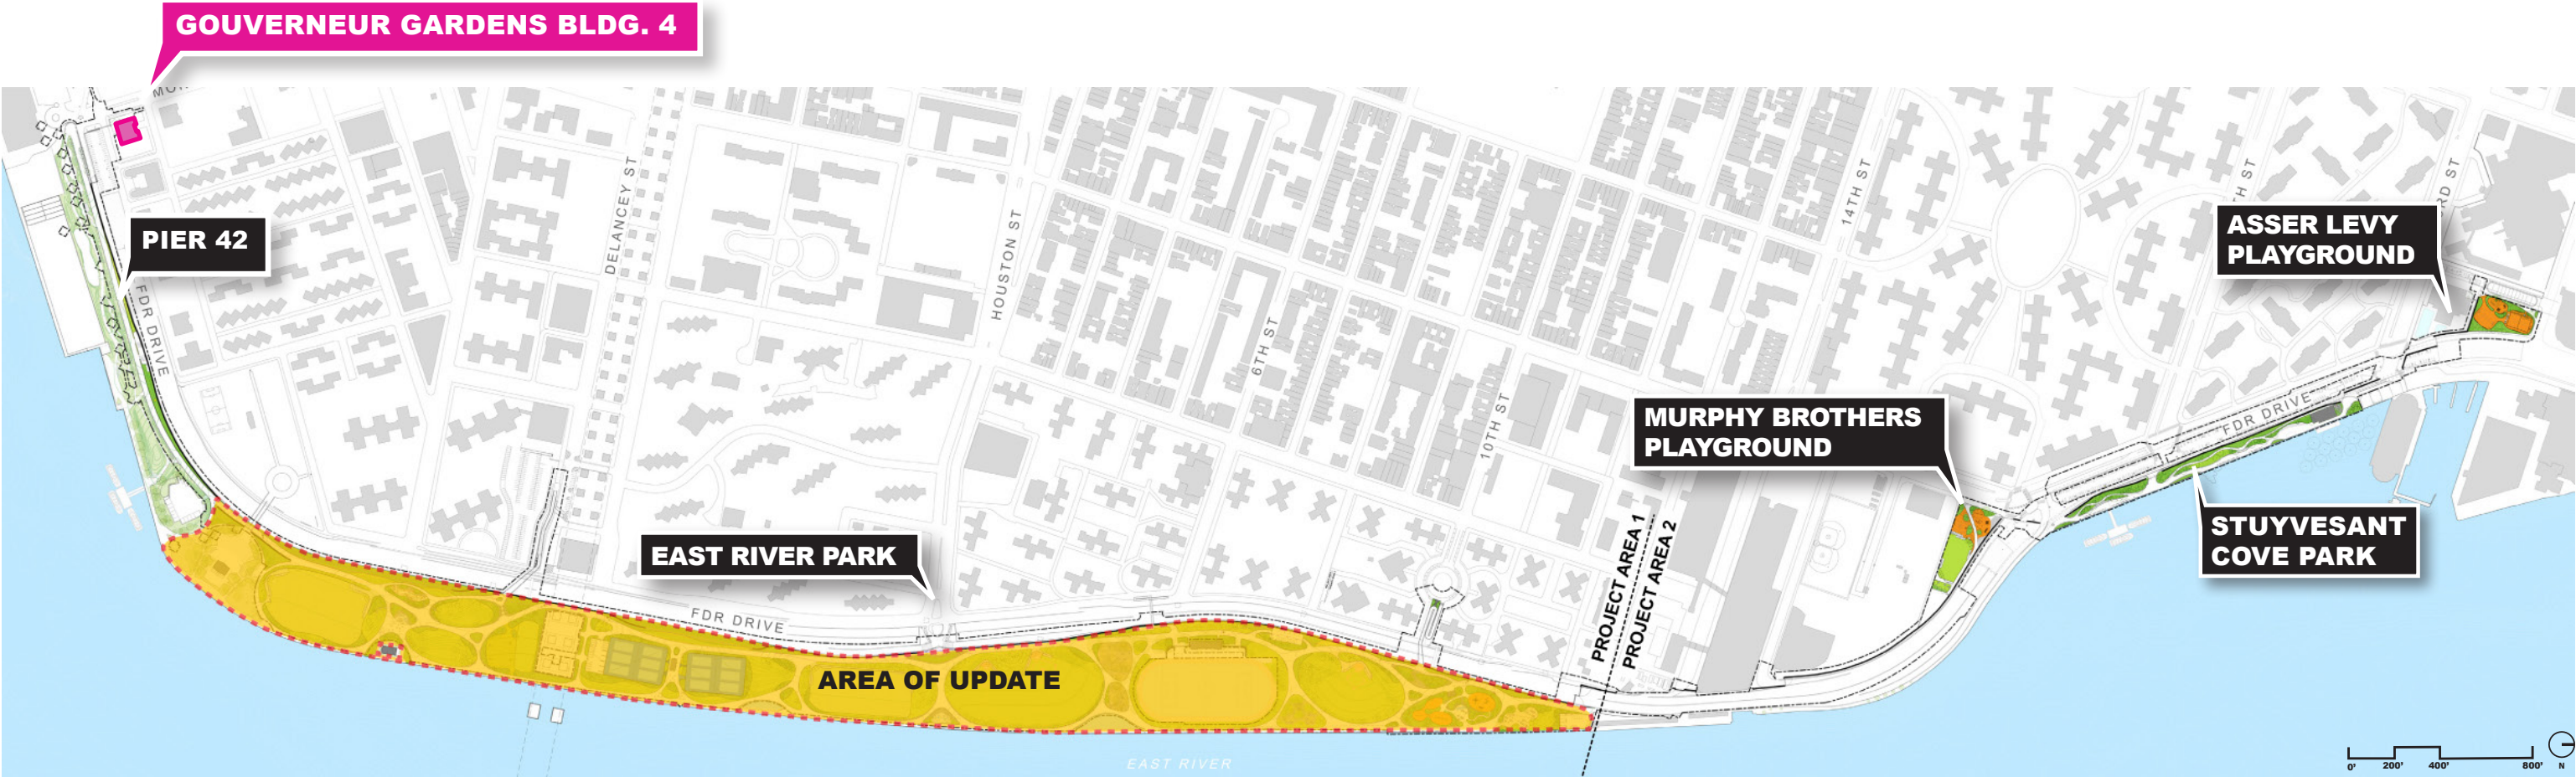 GOUVERNEUR GARDENS BLDG. 4
PIER 42
FDR DRIVE
DELANCEY ST
HOUSTON ST
6TH ST
10TH ST
14TH ST
ASSER LEVY
PLAYGROUND
MURPHY BROTHERS
PLAYGROUND
FDR DRIVE
STUYVESANT
COVE PARK
EAST RIVER PARK
FDR DRIVE
PROJECT AREA 1
PROJECT AREA 2
AREA OF UPDATE
EAST RIVER
0' 200' 400' 800' N